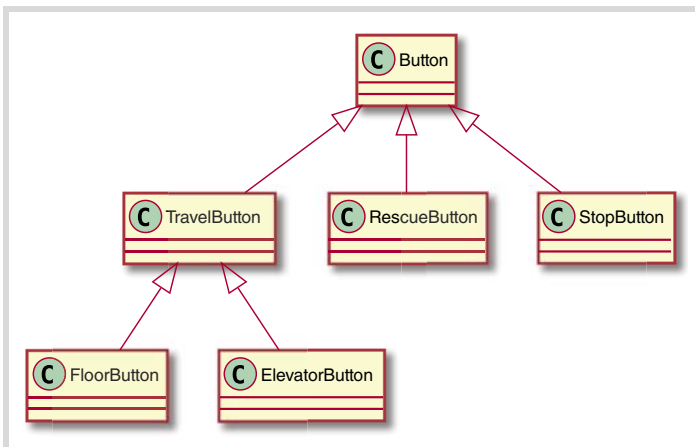 C Button
C TravelButton
C RescueButton
C StopButton
C FloorButton
C ElevatorButton